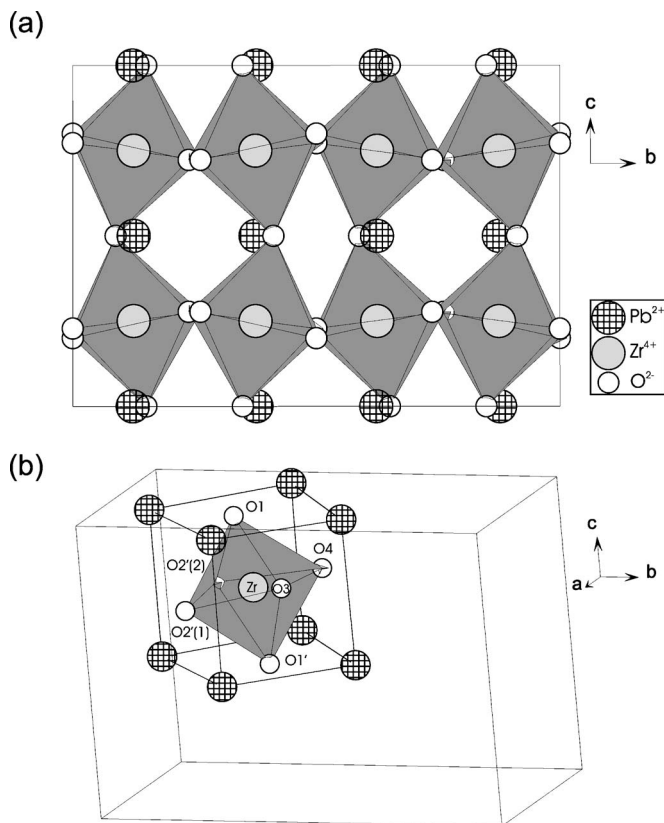 (a)
c
b
Pb2+
Zr4+
O2-
(b)
O1
O4
O2'(2)
Zr
O3
O2'(1)
O1'
c
a
b